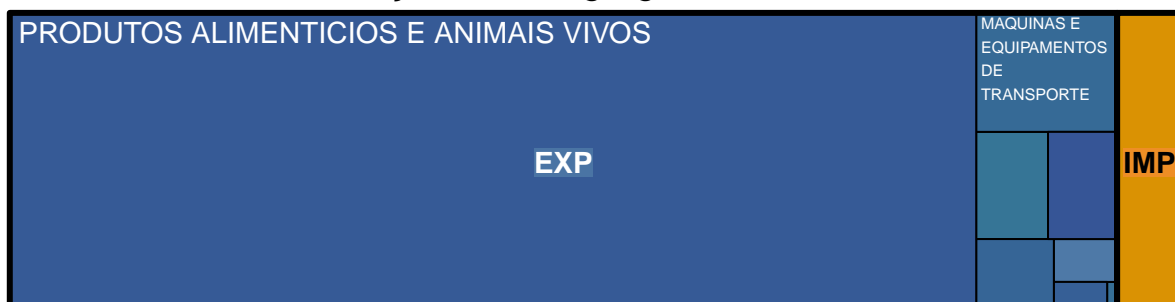 PRODUTOS ALIMENTICIOS E ANIMAIS VIVOS
MAQUINAS E
EQUIPAMENTOS
DE
TRANSPORTE
EXP
IMP